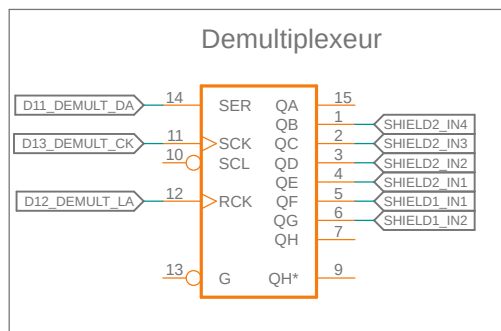 Demultiplexeur
D11_DEMULT_DA 14 SER QA 15
QB 1 SHIELD2_IN4
D13_DEMULT_CK 11 SCK QC 2 SHIELD2_IN3
10 SCL QD 3 SHIELD2_IN2
QE 4 SHIELD2_IN1
D12_DEMULT_LA 12 RCK QF 5 SHIELD1_IN1
QG 6 SHIELD1_IN2
QH 7
13 G QH* 9